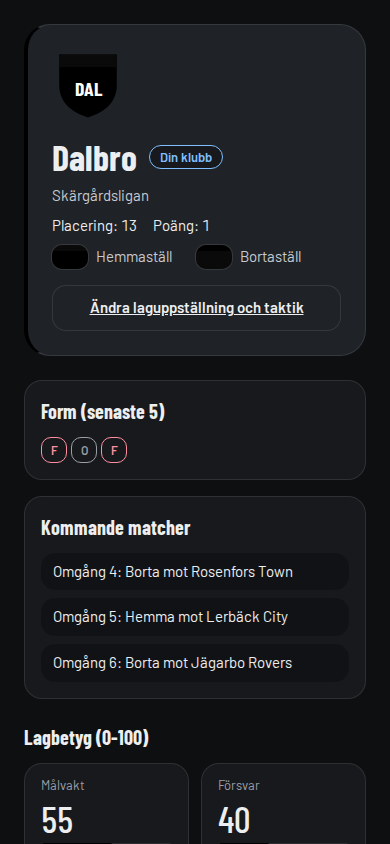 DAL
Dalbro Din klubb
Skärgårdsligan
Placering: 13 Poäng: 1
Hemmaställ Bortaställ
Ändra laguppställning och taktik
Form (senaste 5)
F O F
Kommande matcher
Omgång 4: Borta mot Rosenfors Town
Omgång 5: Hemma mot Lerbäck City
Omgång 6: Borta mot Jägarbo Rovers
Lagbetyg (0-100)
Målvakt Försvar
55 40